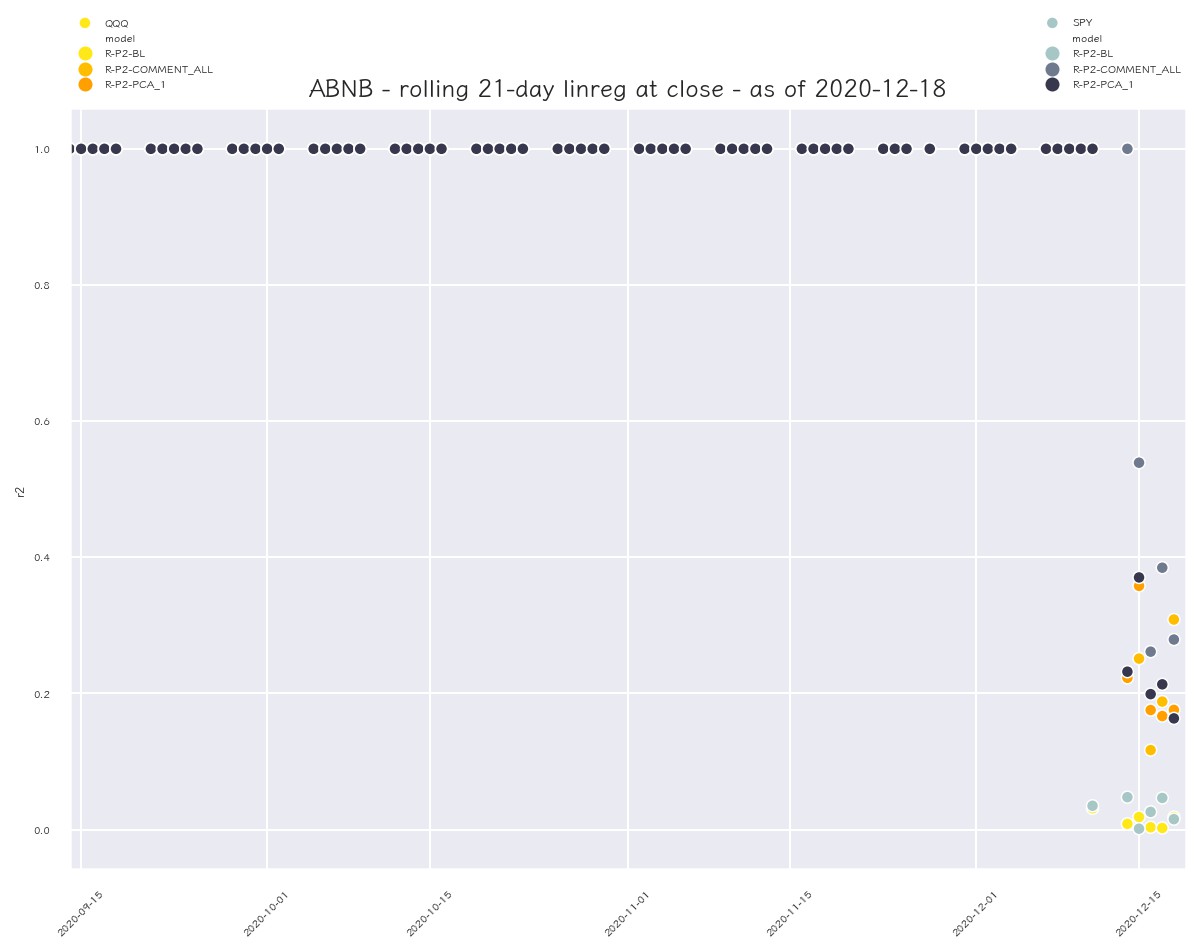 QQQ
model
R-P2-BL
R-P2-COMMENT_ALL
R-P2-PCA_1
SPY
model
R-P2-BL
R-P2-COMMENT_ALL
R-P2-PCA_1
ABNB - rolling 21-day linreg at close - as of 2020-12-18
1.0
0.8
0.6
r2
0.4
0.2
0.0
2020-09-15
2020-10-01
2020-10-15
2020-11-01
2020-11-15
2020-12-01
2020-12-15